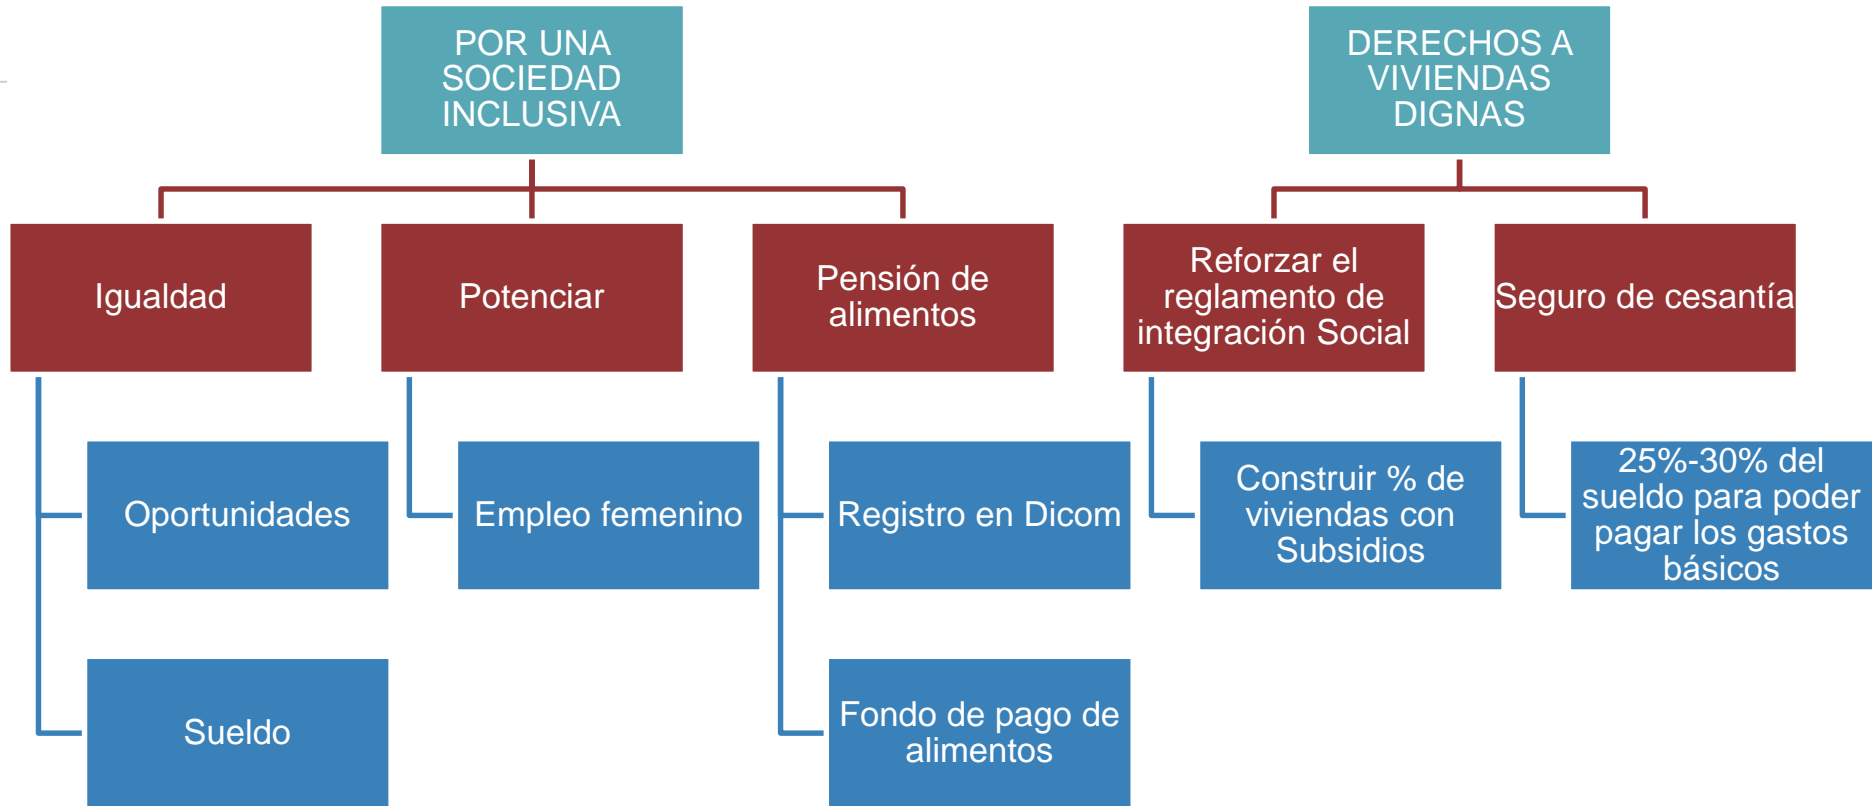 POR UNA
SOCIEDAD
INCLUSIVA
DERECHOS A
VIVIENDAS
DIGNAS
Igualdad
Potenciar
Pensión de
alimentos
Reforzar el
reglamento de
integración Social
Seguro de cesantía
Oportunidades
Empleo femenino
Registro en Dicom
Construir % de
viviendas con
Subsidios
25%-30% del
sueldo para poder
pagar los gastos
básicos
Sueldo
Fondo de pago de
alimentos